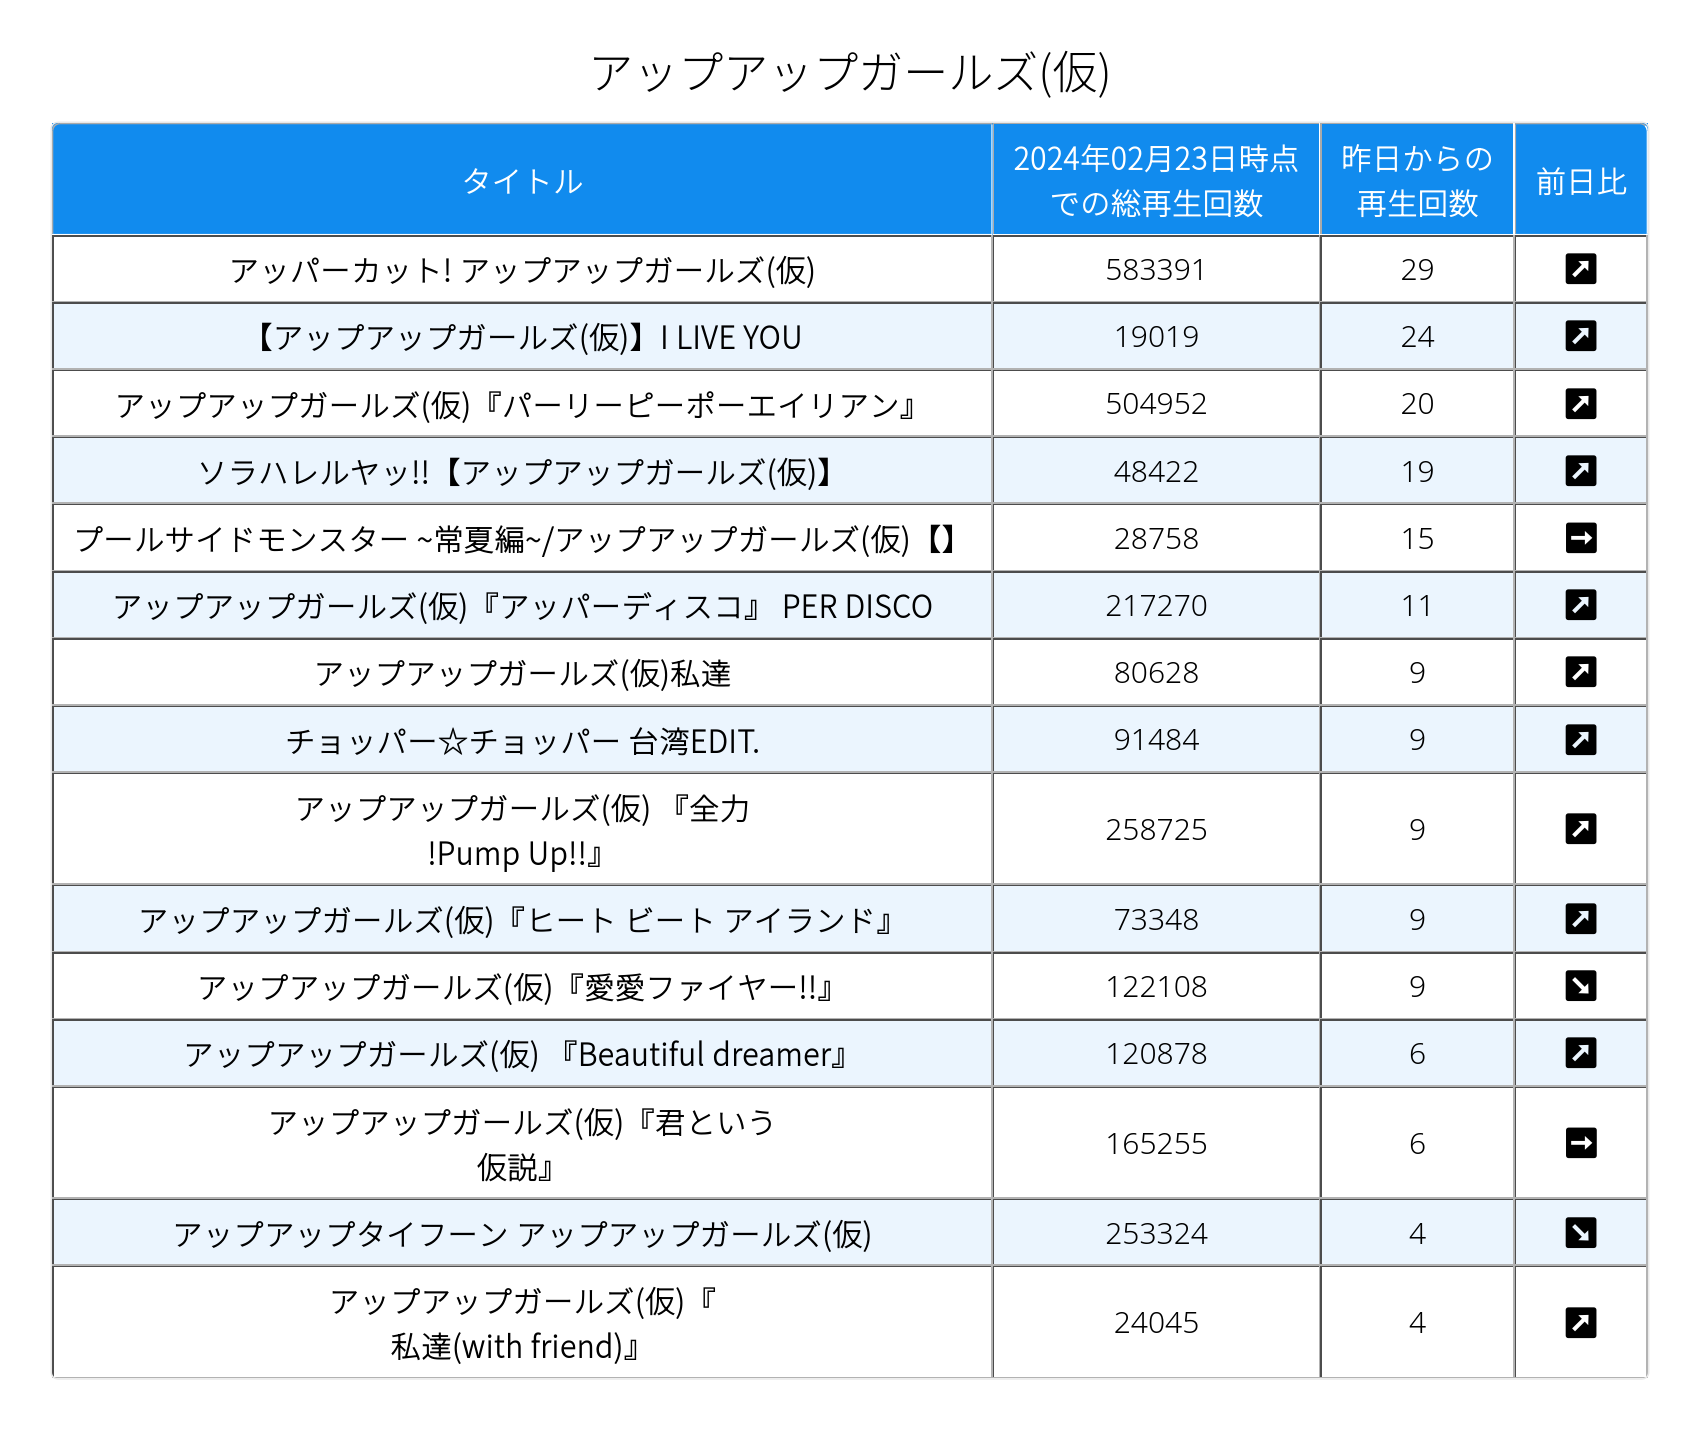 アップアップガールズ(仮)
タイトル 2024年02月23日時点 での総再生回数 昨日からの 再生回数 前日比
アッパーカット! アップアップガールズ(仮) 583391 29
【アップアップガールズ(仮)】I LIVE YOU 19019 24
アップアップガールズ(仮)『パーリーピーポーエイリアン』 504952 20
ソラハレルヤッ!!【アップアップガールズ(仮)】 48422 19
プールサイドモンスター ~常夏編~/アップアップガールズ(仮)【】 28758 15
アップアップガールズ(仮)『アッパーディスコ』 PER DISCO 217270 11
アップアップガールズ(仮)私達 80628 9
チョッパー☆チョッパー 台湾EDIT. 91484 9
アップアップガールズ(仮) 『全力
!Pump Up!!』 258725 9
アップアップガールズ(仮)『ヒート ビート アイランド』 73348 9
アップアップガールズ(仮)『愛愛ファイヤー!!』 122108 9
アップアップガールズ(仮) 『Beautiful dreamer』 120878 6
アップアップガールズ(仮)『君という
仮説』 165255 6
アップアップタイフーン アップアップガールズ(仮) 253324 4
アップアップガールズ(仮)『
私達(with friend)』 24045 4